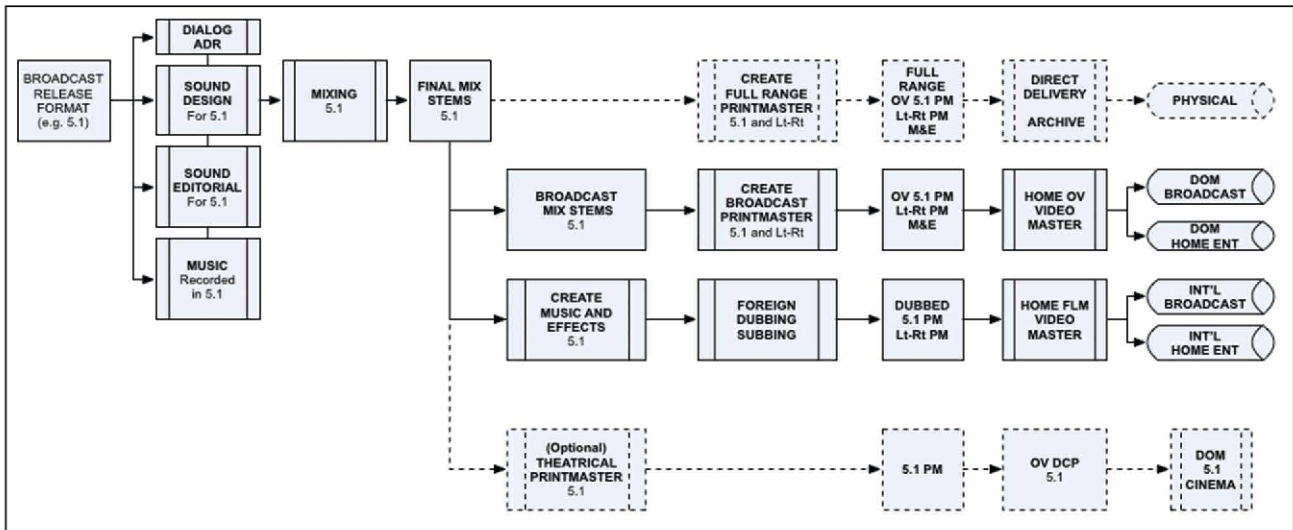 BROADCAST
RELEASE
FORMAT
(e.g. 5.1)
DIALOG
ADR
SOUND
DESIGN
For 5.1
SOUND
EDITORIAL
For 5.1
MUSIC
Recorded
in 5.1
MIXING
5.1
FINAL MIX
STEMS
5.1
CREATE
FULL RANGE
PRINTMASTER
5.1 and Lt-Rt
FULL
RANGE
OV 5.1 PM
Lt-Rt PM
M&E
DIRECT
DELIVERY
ARCHIVE
PHYSICAL
BROADCAST
MIX STEMS
5.1
CREATE
BROADCAST
PRINTMASTER
5.1 and Lt-Rt
OV 5.1 PM
Lt-Rt PM
M&E
HOME OV
VIDEO
MASTER
DOM
BROADCAST
DOM
HOME ENT
CREATE
MUSIC AND
EFFECTS
5.1
FOREIGN
DUBBING
SUBBING
DUBBED
5.1 PM
Lt-Rt PM
HOME FLM
VIDEO
MASTER
INT'L
BROADCAST
INT'L
HOME ENT
(Optional)
THEATRICAL
PRINTMASTER
5.1
5.1 PM
OV DCP
5.1
DOM
5.1
CINEMA